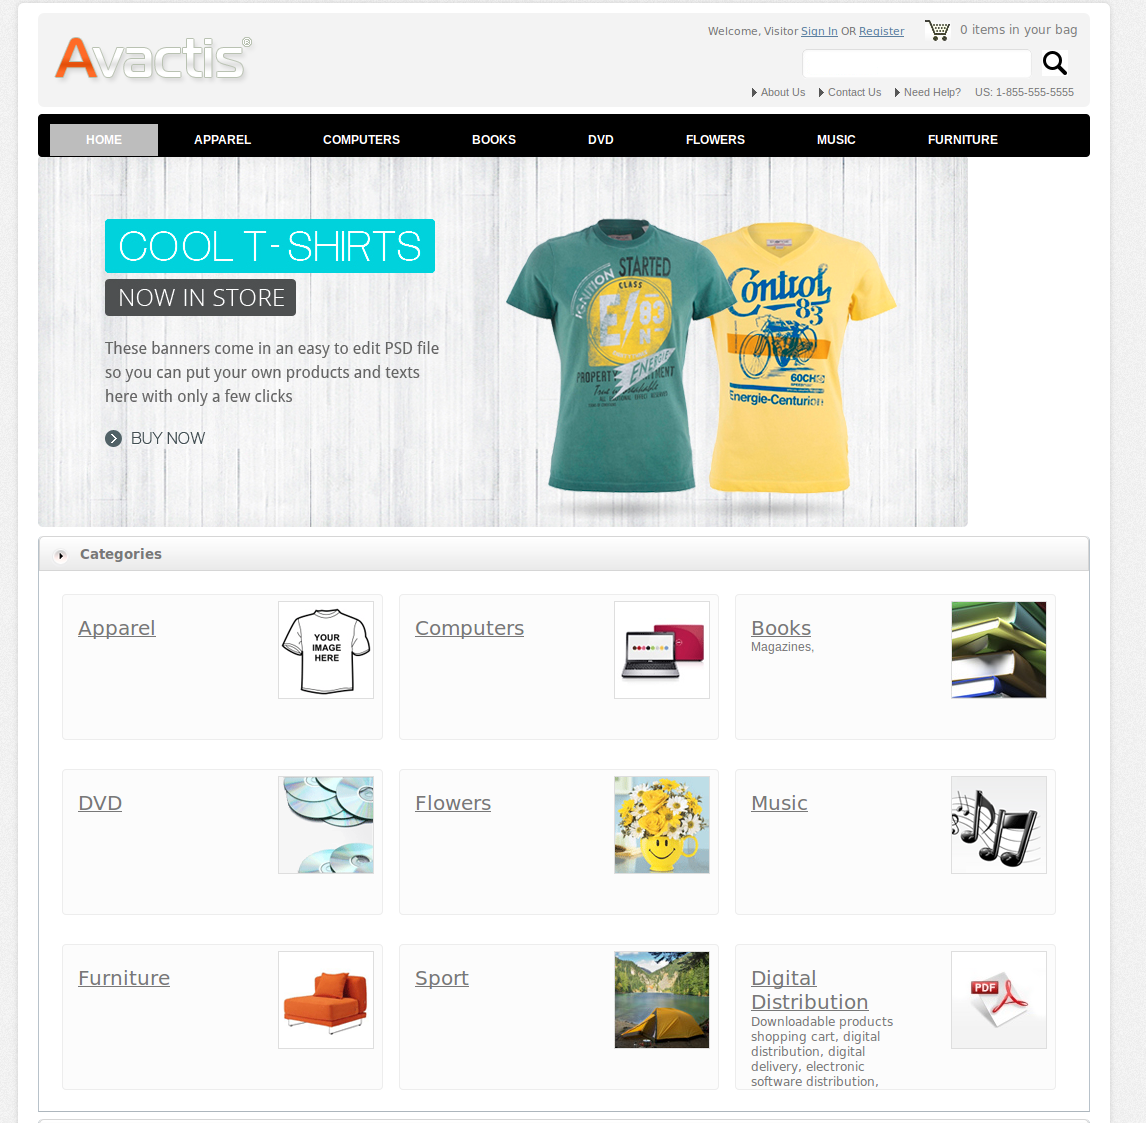 Avactis®
Welcome, Visitor Sign In OR Register
0 items in your bag
About Us Contact Us Need Help? US: 1-855-555-5555
HOME APPAREL COMPUTERS BOOKS DVD FLOWERS MUSIC FURNITURE
COOL T-SHIRTS
NOW IN STORE
These banners come in an easy to edit PSD file
so you can put your own products and texts
here with only a few clicks
BUY NOW
IGNITION STARTED
CLASS
E/83
ENERGIE
PROPERTY
Control
83
60CH
Energie-Centurion
Categories
Apparel
YOUR
IMAGE
HERE
Computers
Books
Magazines,
DVD
Flowers
Music
Furniture
Sport
Digital
Distribution
Downloadable products
shopping cart, digital
distribution, digital
delivery, electronic
software distribution,
PDF